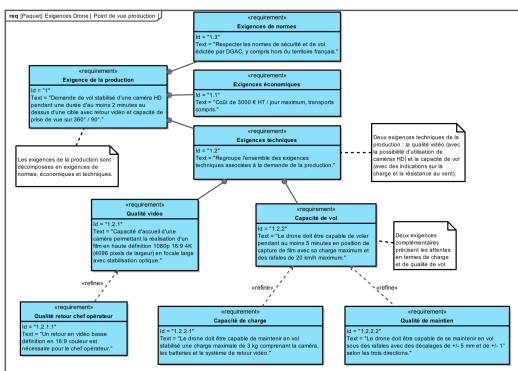 req [Paquet] Exigences Drone [ Point de vue production ]
«requirement»
Exigences de normes
Id = "1.3"
Text = "Respecter les normes de sécurité et de vol
édictée par DGAC, y compris hors du territoire français."
«requirement»
Exigence de la production
Id = "1"
Text = "Demande de vol stabilisé d'un caméra HD
pendant une durée d'au moins 2 minutes au
dessus d'une cible avec retour vidéo et capacité de
prise de vue sur 360° / 90°."
«requirement»
Exigences économiques
Id = "1.1"
Text = "Coût de 3000 € HT / jour maximum, transports
compris."
«requirement»
Exigences techniques
Id = "1.2"
Text = "Regroupe l'ensemble des exigences
techniques associées à la demande de la production."
Deux exigences techniques de
production : la qualité vidéo (avec
la possibilité d'utilisation de
caméras HD) et la capacité de vol
(avec des indications sur la
charge et la résistance au vent).
Les exigences de la production sont
décomposées en exigences de
normes, économiques et techniques.
«requirement»
Qualité vidéo
Id = "1.2.1"
Text = "Capacité d'accueil d'une
caméra permettant la réalisation d'un
film en haute définition 1080p 16:9 4K
(4096 pixels de largeur) en focale large
avec stabilisation optique."
«requirement»
Capacité de vol
Id = "1.2.2"
Text = "Le drone doit être capable de voler
pendant au moins 5 minutes en position de
capture de film avec sa charge maximum et
des rafales de 20 km/h maximum."
Deux exigences
complémentaires
précisent les attentes
en termes de charge
et de qualité de vol.
«refine»
«refine»
«refine»
«requirement»
Qualité retour chef opérateur
Id = "1.2.1.1"
Text = "Un retour en vidéo basse
définition en 16:9 couleur est
nécessaire pour le chef opérateur."
«requirement»
Capacité de charge
Id = "1.2.2.1"
Text = "Le drone doit être capable de maintenir en vol
stabilisé une charge maximale de 3 kg comprenant la caméra,
les batteries et le système de retour vidéo."
«requirement»
Qualité de maintien
Id = "1.2.2.2"
Text = "Le drone doit être capable de se maintenir en vol
sous des rafales avec des décalages de +/- 5 mm et de +/- 1°
selon les trois directions."